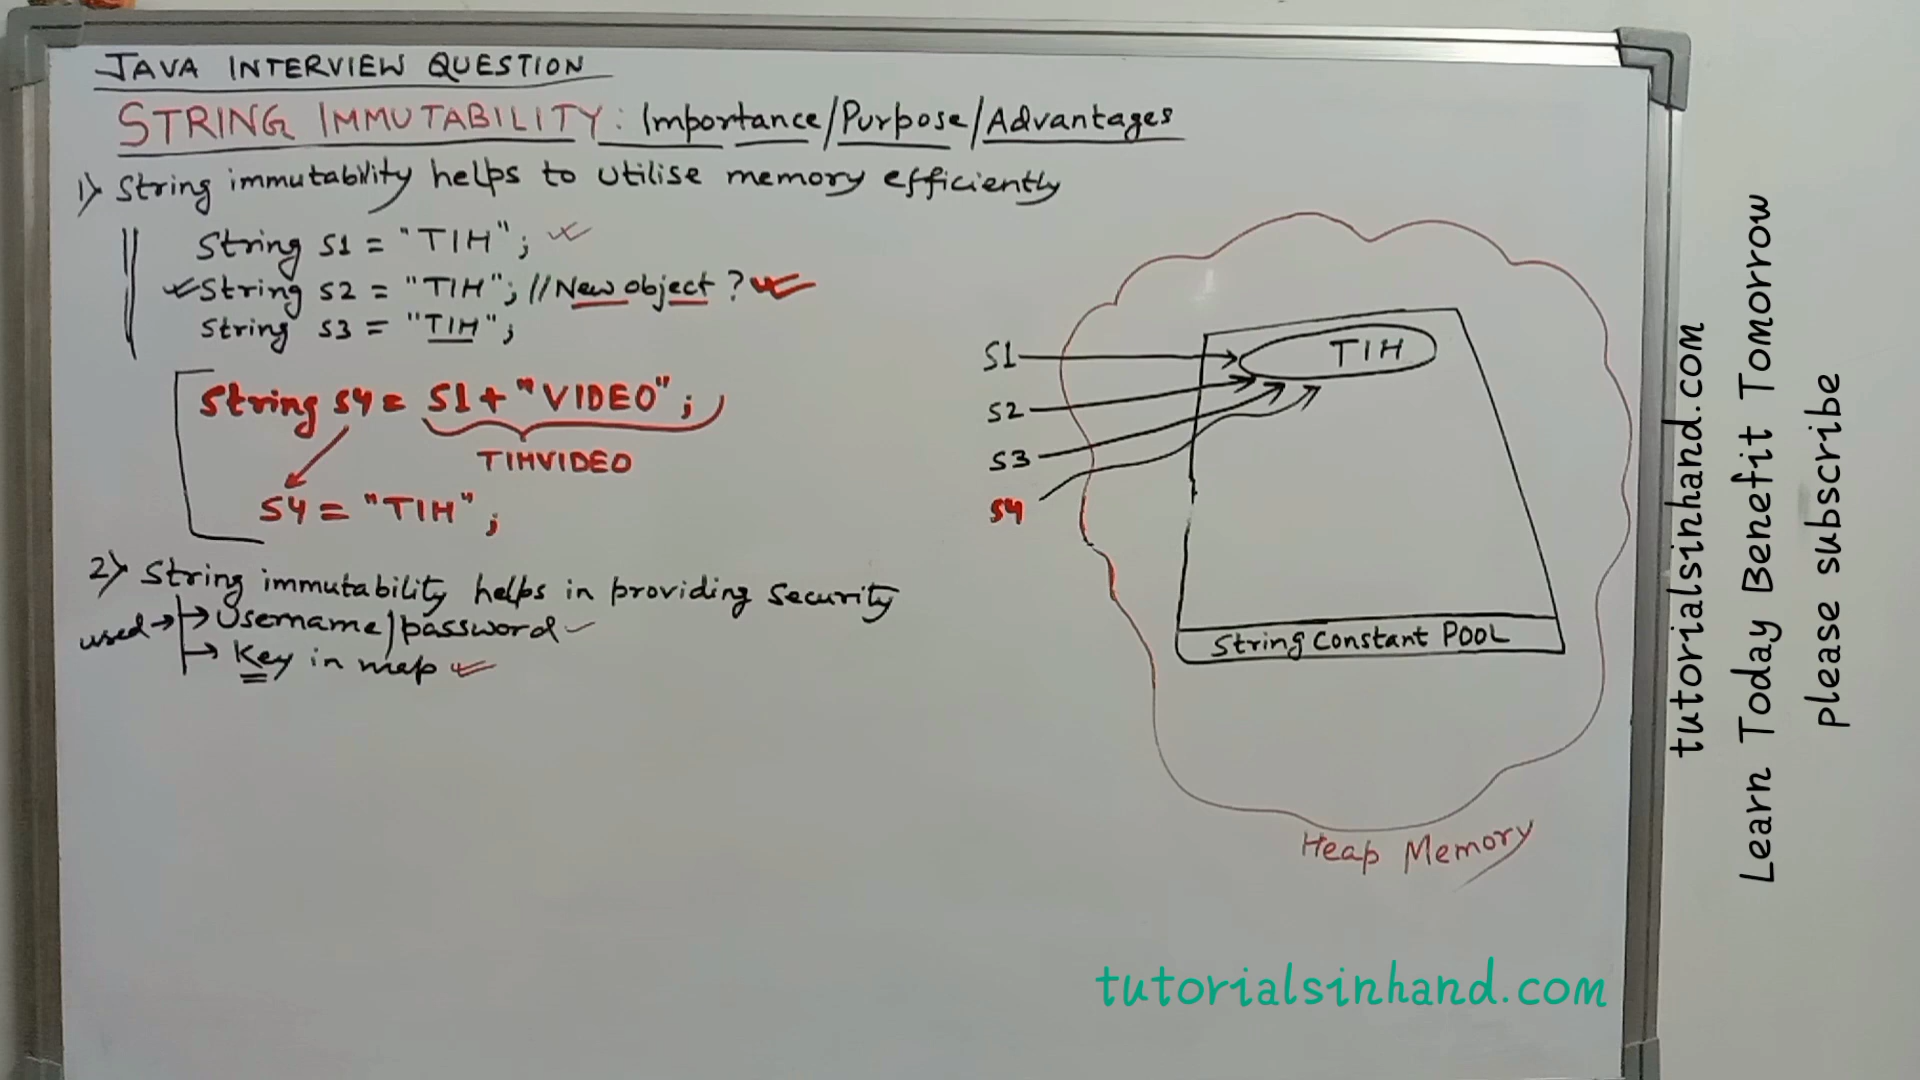 JAVA INTERVIEW QUESTION
STRING IMMUTABILITY: Importance/Purpose/Advantages
1) String immutability helps to utilise memory efficiently
String s1 = "TIH";
String s2 = "TIH"; //New object ?
String s3 = "TIH";
String s4 = S1+"VIDEO";
TIHVIDEO
S4 = "TIH";
2) String immutability helps in providing security
used → Username/password
→ Key in map
S1
S2
S3
S4
TIH
String Constant POOL
Heap Memory
tutorialsinhand.com
Learn Today Benefit Tomorrow
please subscribe
tutorialsinhand.com